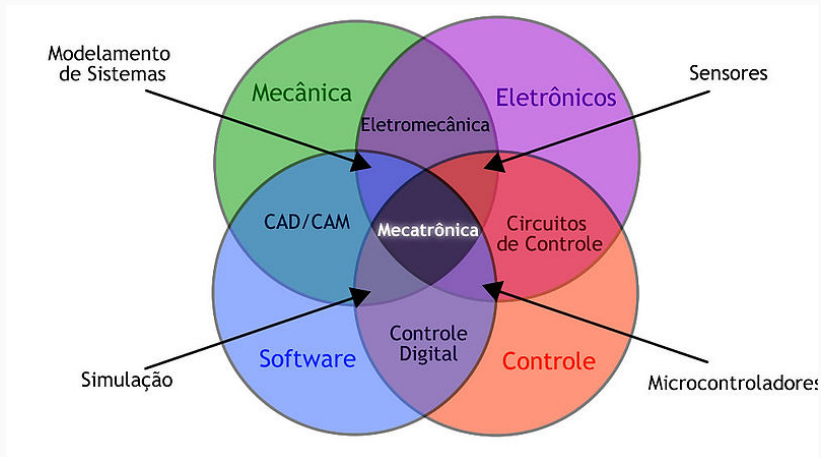 Modelamento
de Sistemas
Mecânica
Eletrônicos
Sensores
Eletromecânica
CAD/CAM
Mecatrônica
Circuitos
de Controle
Controle
Digital
Software
Controle
Simulação
Microcontroladores